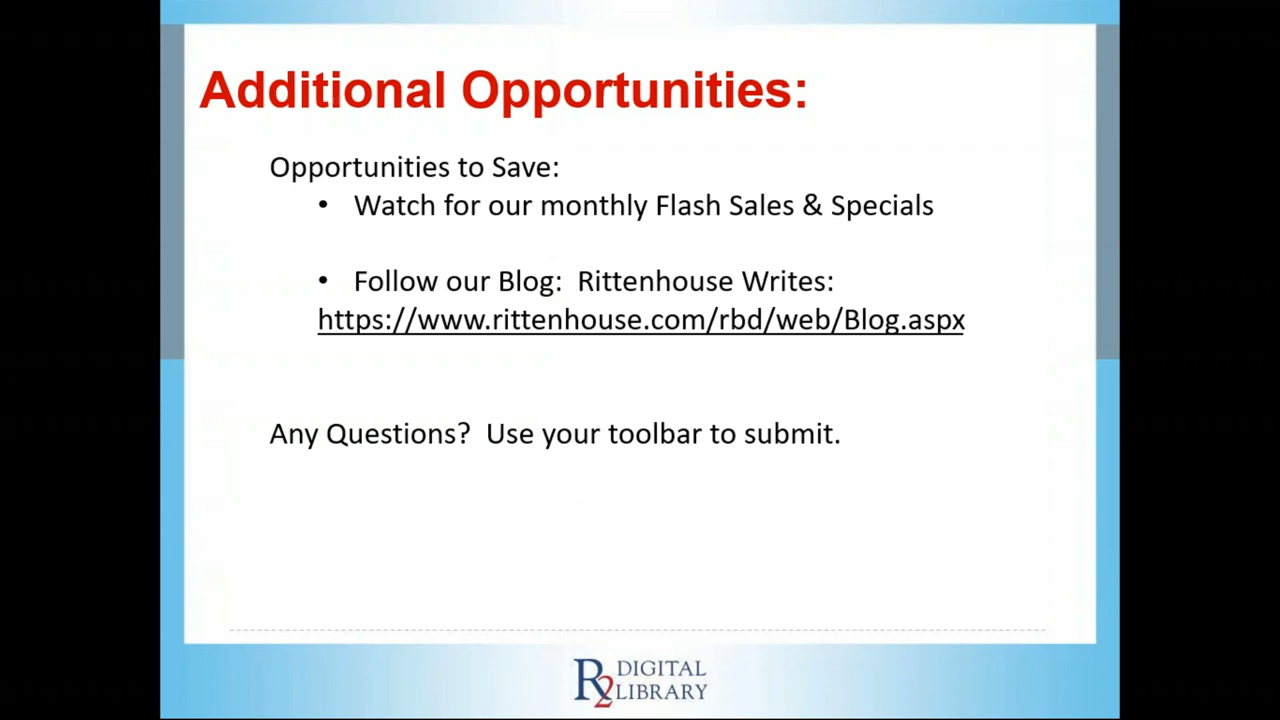 Additional Opportunities:
Opportunities to Save:
• Watch for our monthly Flash Sales & Specials
• Follow our Blog:  Rittenhouse Writes:
https://www.rittenhouse.com/rbd/web/Blog.aspx
Any Questions?  Use your toolbar to submit.
R2 DIGITAL
LIBRARY